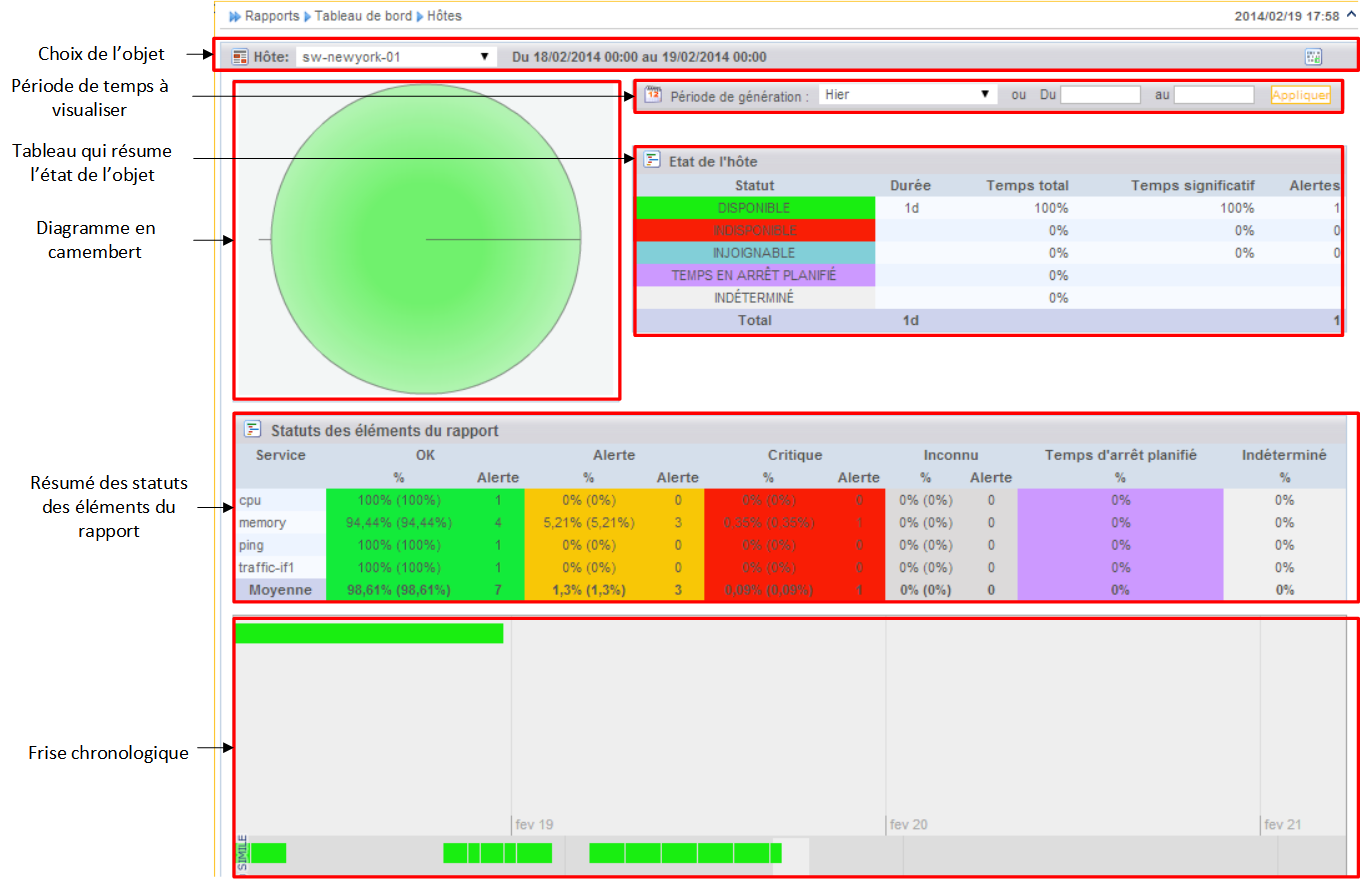 Rapports Tableau de bord Hôtes 2014/02/19 17:58
Choix de l'objet
Hôte: sw-newyork-01 Du 18/02/2014 00:00 au 19/02/2014 00:00
Période de temps à
visualiser
Période de génération : Hier ou Du au Appliquer
Tableau qui résume
l'état de l'objet
Etat de l'hôte
Statut Durée Temps total Temps significatif Alertes
DISPONIBLE 1d 100% 100% 1
INDISPONIBLE 0% 0% 0
INJOIGNABLE 0% 0% 0
TEMPS EN ARRÊT PLANIFIÉ 0%
INDÉTERMINÉ 0%
Total 1d 1
Diagramme en
camembert
Résumé des statuts
des éléments du
rapport
Statuts des éléments du rapport
Service OK Alerte Critique Inconnu Temps d'arrêt planifié Indéterminé
% Alerte % Alerte % Alerte % Alerte % %
cpu 100% (100%) 1 0% (0%) 0 0% (0%) 0 0% (0%) 0 0% 0%
memory 94,44% (94,44%) 4 5,21% (5,21%) 3 0,35% (0,35%) 1 0% (0%) 0 0% 0%
ping 100% (100%) 1 0% (0%) 0 0% (0%) 0 0% (0%) 0 0% 0%
traffic-if1 100% (100%) 1 0% (0%) 0 0% (0%) 0 0% (0%) 0 0% 0%
Moyenne 98,61% (98,61%) 7 1,3% (1,3%) 3 0,09% (0,09%) 1 0% (0%) 0 0% 0%
Frise chronologique
fev 19 fev 20 fev 21
SIMILE